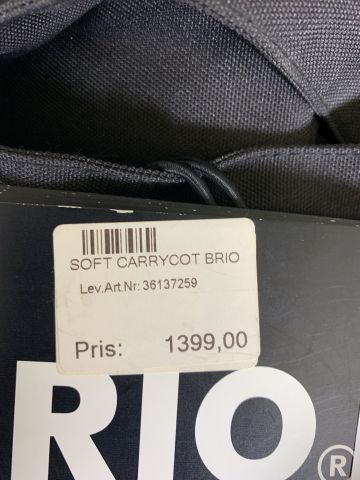 SOFT CARRYCOT BRIO
Lev.Art.Nr: 36137259
Pris: 1399,00
RIO®